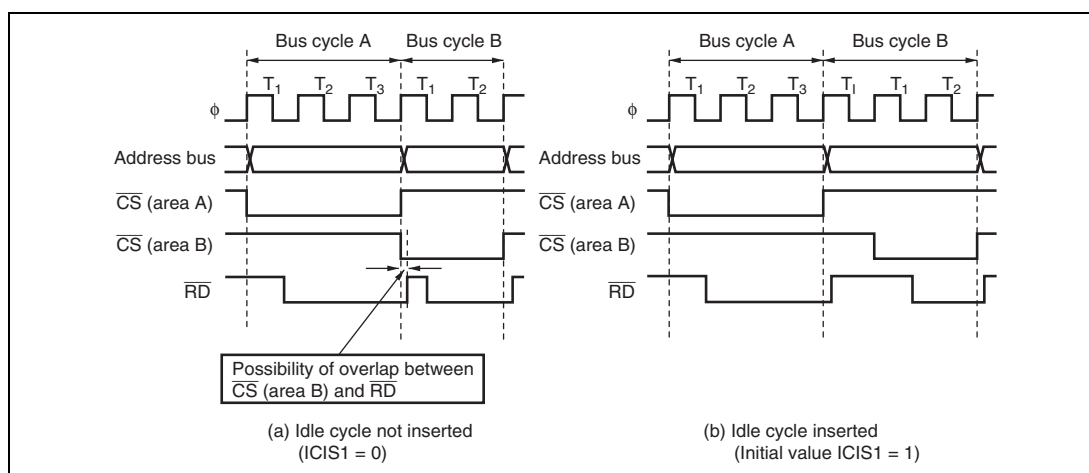 Bus cycle A Bus cycle B
T1 T2 T3 T1 T2
φ
Address bus
CS (area A)
CS (area B)
RD
Possibility of overlap between
CS (area B) and RD
(a) Idle cycle not inserted
(ICIS1 = 0)
Bus cycle A Bus cycle B
T1 T2 T3 TI T1 T2
φ
Address bus
CS (area A)
CS (area B)
RD
(b) Idle cycle inserted
(Initial value ICIS1 = 1)